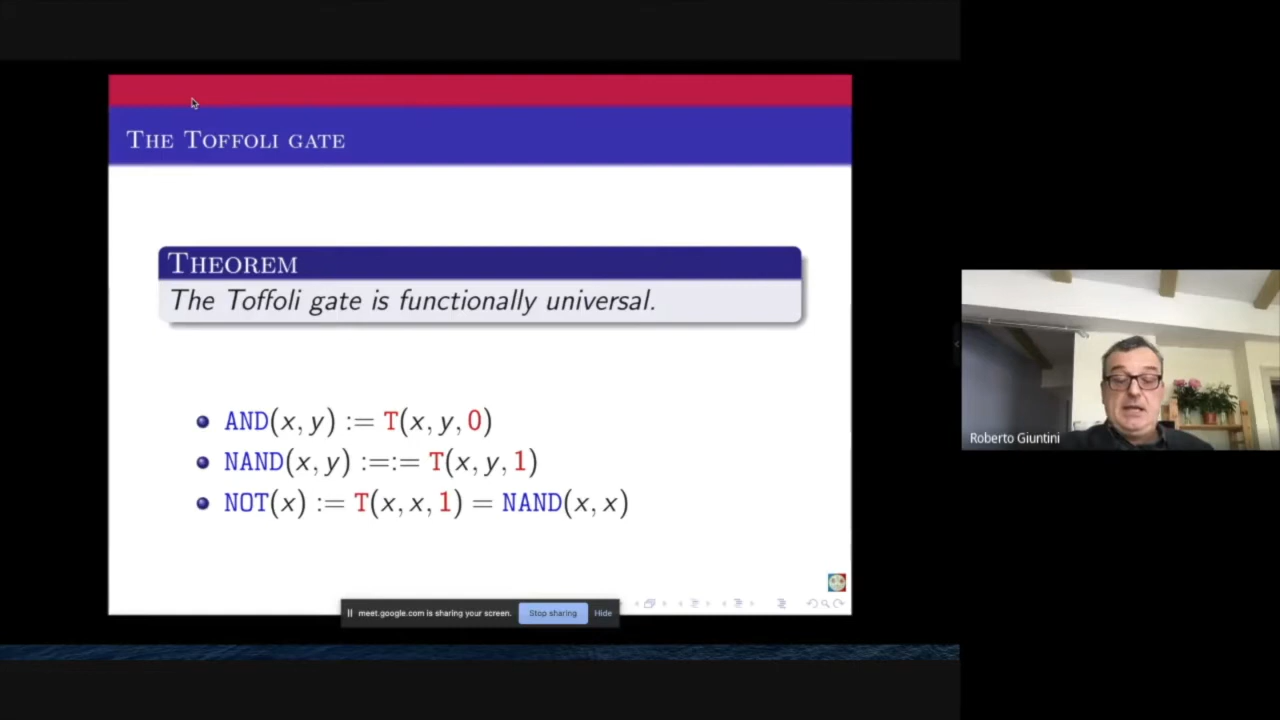 THE TOFFOLI GATE
THEOREM
The Toffoli gate is functionally universal.
AND(x, y) := T(x, y, 0)
NAND(x, y) :=:= T(x, y, 1)
NOT(x) := T(x, x, 1) = NAND(x, x)
Roberto Giuntini
meet.google.com is sharing your screen.
Stop sharing
Hide